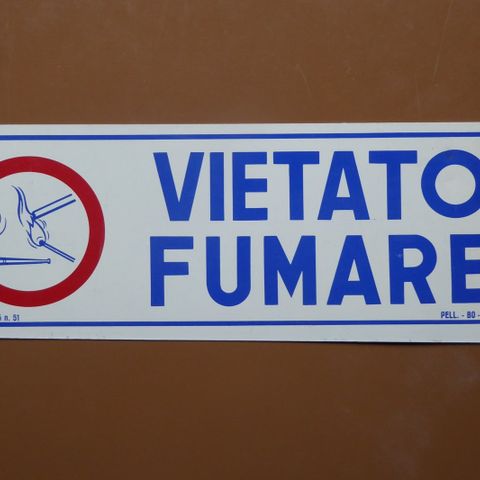 VIETATO
FUMARE
n. 51
PELL. - 80 -